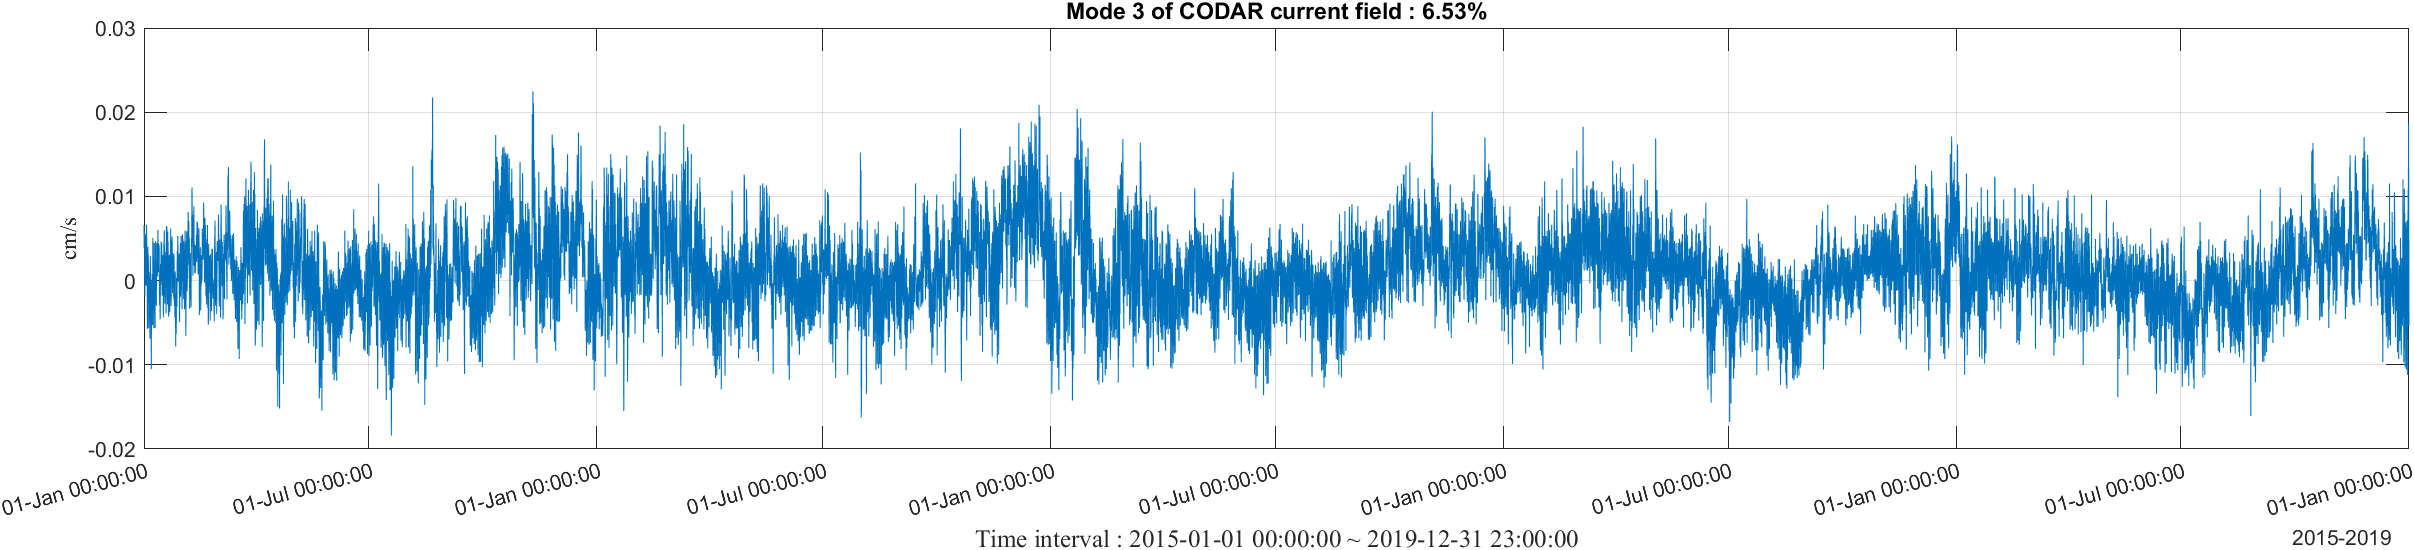 Mode 3 of CODAR current field : 6.53%
0.03
0.02
0.01
0
-0.01
-0.02
cm/s
01-Jan 00:00:00
01-Jul 00:00:00
01-Jan 00:00:00
01-Jul 00:00:00
01-Jan 00:00:00
01-Jul 00:00:00
01-Jan 00:00:00
01-Jul 00:00:00
01-Jan 00:00:00
01-Jul 00:00:00
01-Jan 00:00:00
Time interval : 2015-01-01 00:00:00 ~ 2019-12-31 23:00:00
2015-2019